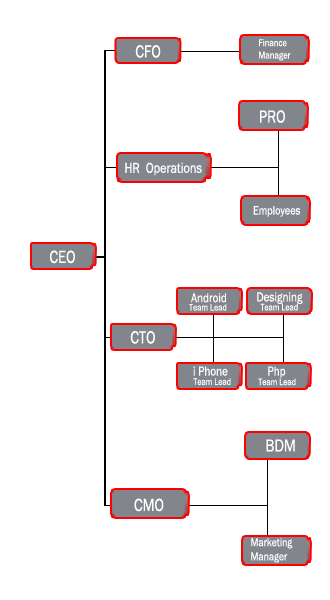 CFO
Finance
Manager
PRO
HR Operations
Employees
CEO
Android
Team Lead
Designing
Team Lead
CTO
i Phone
Team Lead
Php
Team Lead
BDM
CMO
Marketing
Manager